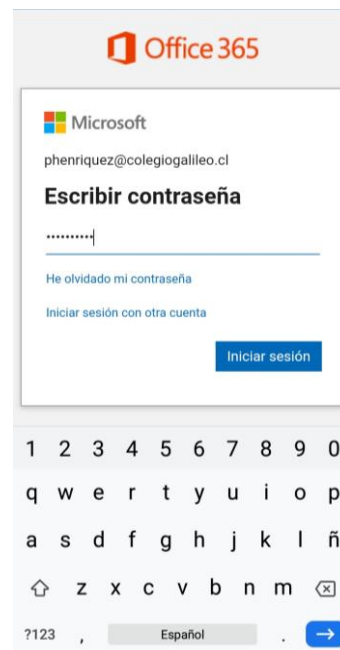 Office 365
Microsoft
phenriquez@colegiogalileo.cl
Escribir contraseña
••••••••••
He olvidado mi contraseña
Iniciar sesión con otra cuenta
Iniciar sesión
1 2 3 4 5 6 7 8 9 0
q w e r t y u i o p
a s d f g h j k l ñ
z x c v b n m
?123 , Español .